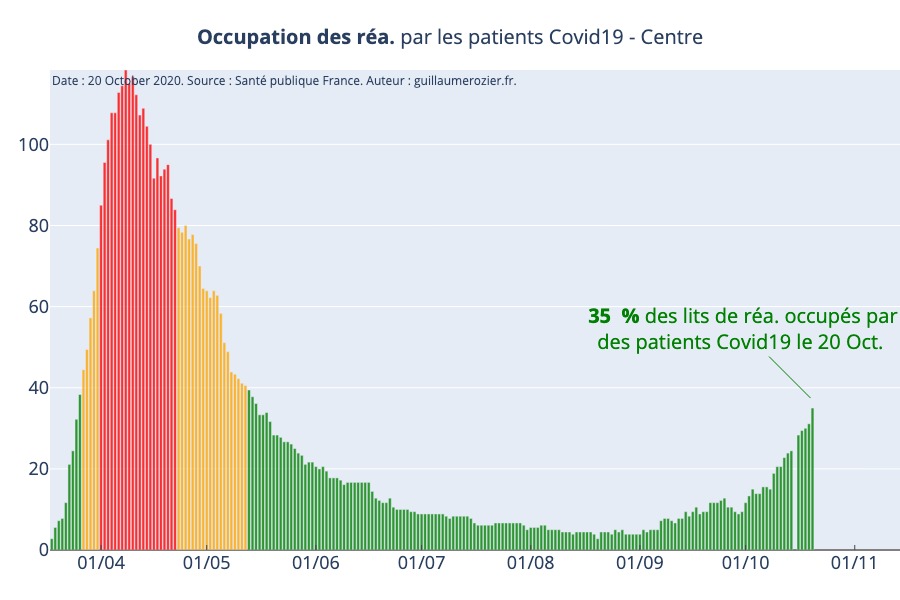 Occupation des réa. par les patients Covid19 - Centre
Date : 20 October 2020. Source : Santé publique France. Auteur : guillaumerozier.fr.
100
80
60
40
20
0
35 % des lits de réa. occupés par
des patients Covid19 le 20 Oct.
01/04 01/05 01/06 01/07 01/08 01/09 01/10 01/11